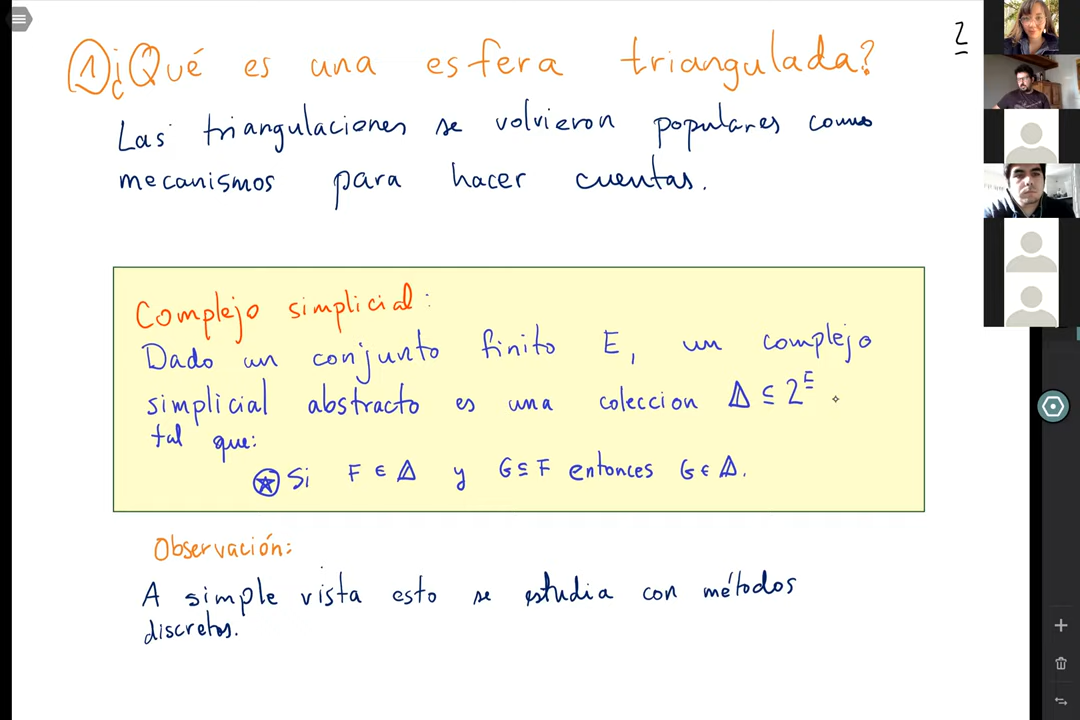 ① ¿Qué es una esfera triangulada?
2
Las triangulaciones se volvieron populares como
mecanismos para hacer cuentas.
Complejo simplicial:
Dado un conjunto finito E, un complejo
simplicial abstracto es una coleccion Δ ⊆ 2^E
tal que:
⍟ Si F ∈ Δ y G ⊆ F entonces G ∈ Δ.
Observación:
A simple vista esto se estudia con métodos
discretos.